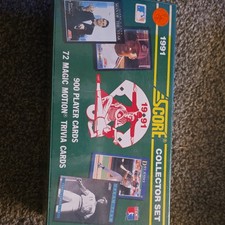 1991
SCORE
COLLECTOR SET
1991
900 PLAYER CARDS
72 MAGIC MOTION® TRIVIA CARDS